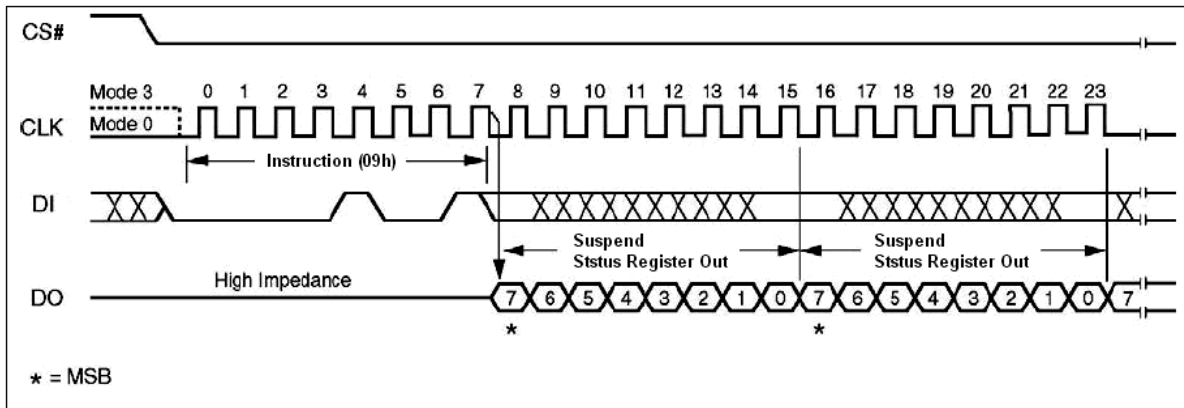 CS#
Mode 3 0 1 2 3 4 5 6 7 8 9 10 11 12 13 14 15 16 17 18 19 20 21 22 23
CLK Mode 0
Instruction (09h)
DI
Suspend Suspend
Ststus Register Out Ststus Register Out
High Impedance
DO 7 6 5 4 3 2 1 0 7 6 5 4 3 2 1 0 7
* *
* = MSB